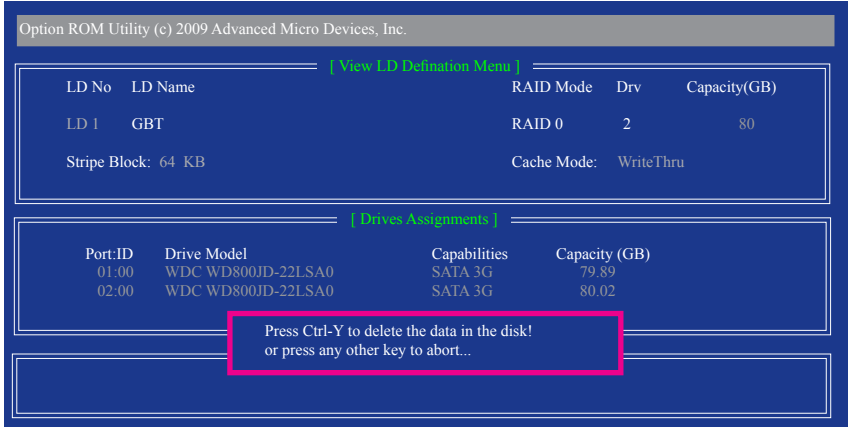 Option ROM Utility (c) 2009 Advanced Micro Devices, Inc.
[ View LD Defination Menu ]
LD No LD Name RAID Mode Drv Capacity(GB)
LD 1 GBT RAID 0 2 80
Stripe Block: 64 KB Cache Mode: WriteThru
[ Drives Assignments ]
Port:ID Drive Model Capabilities Capacity (GB)
01:00 WDC WD800JD-22LSA0 SATA 3G 79.89
02:00 WDC WD800JD-22LSA0 SATA 3G 80.02
Press Ctrl-Y to delete the data in the disk!
or press any other key to abort...